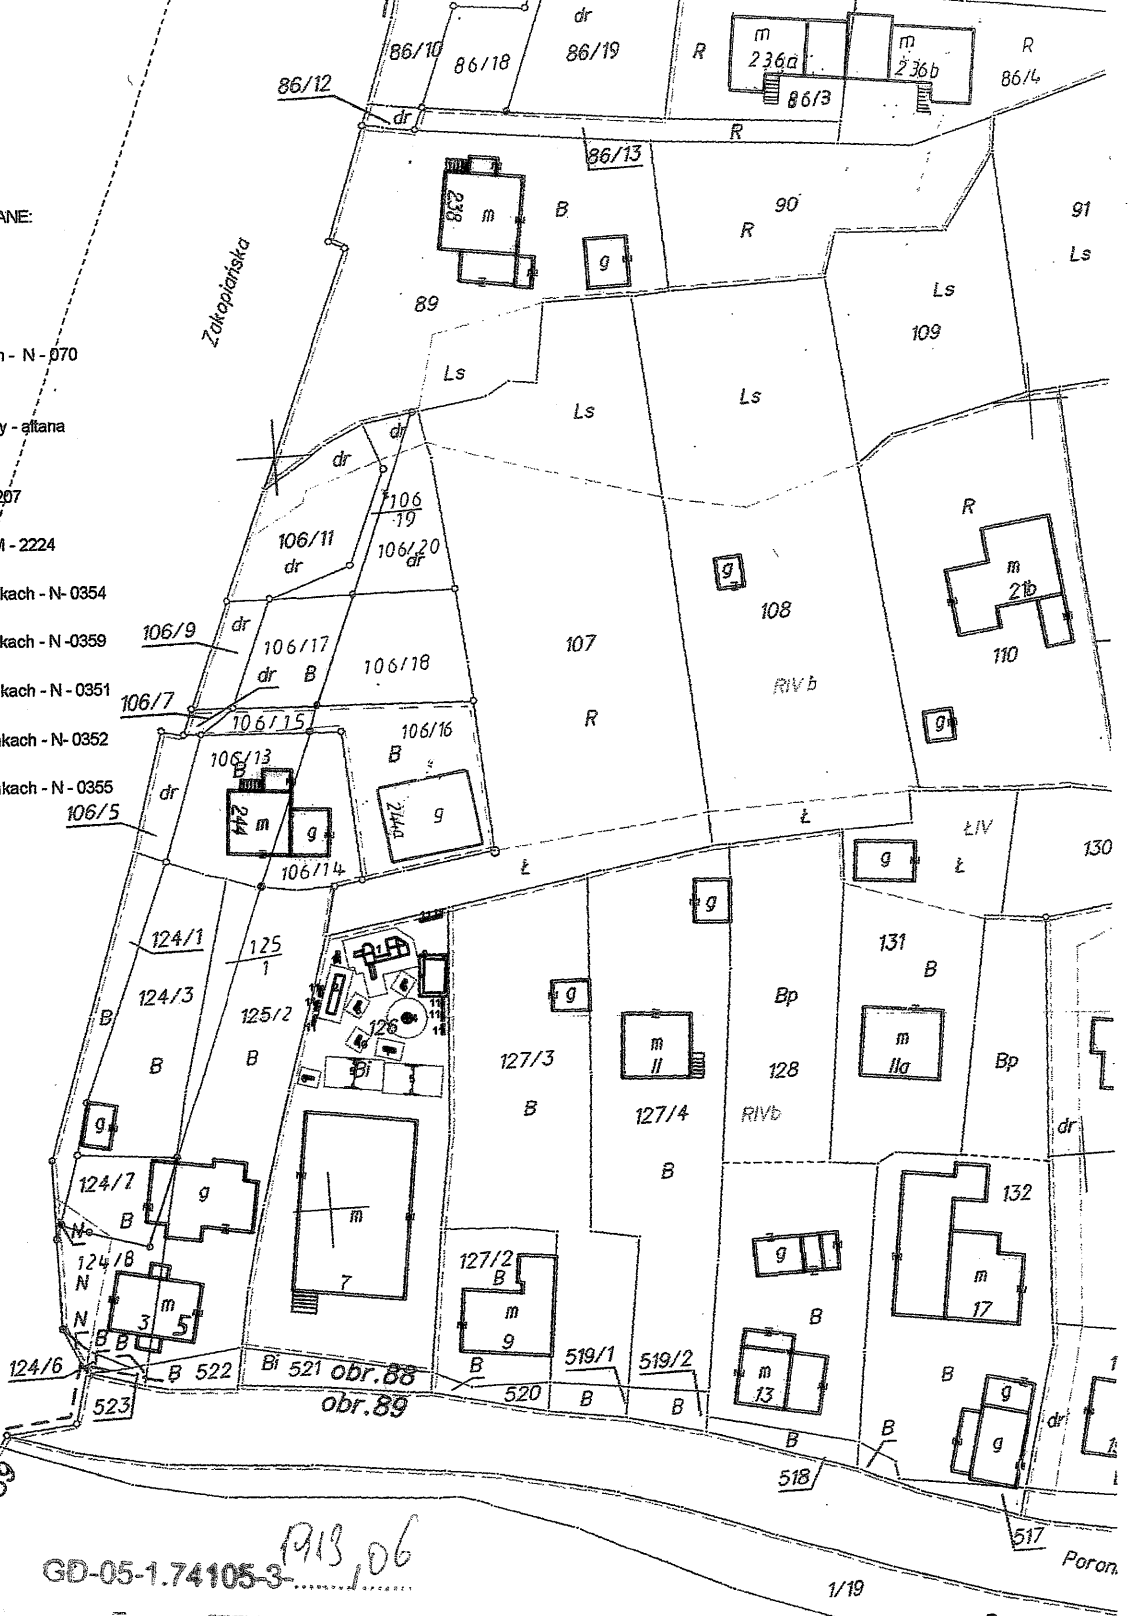 86/10
86/18
dr
86/19
R
m
236a
m
236b
R
86/4
86/3
86/12
dr
R
86/13
ANE:
238
m
B
g
90
R
91
Ls
Zakopiańska
89
Ls
109
- N - 070
Ls
Ls
Ls
y - altana
dr
dr
207
106
19
R
- 2224
106/11
dr
106/20
dr
g
m
21b
kach - N- 0354
108
106/9
dr
106/17
107
kach - N -0359
106/18
110
dr
B
RIVb
kach - N - 0351
106/7
R
g
106/15
106/16
kach - N- 0352
B
106/13
B
kach - N - 0355
dr
106/5
244
m
g
244a
g
Ł
ŁIV
Ł
130
106/14
Ł
g
g
124/1
125
1
131
B
124/3
125/2
g
Bp
B
126
127/3
m
11
m
11a
Bp
B
B
Bi
128
B
127/4
RIVb
g
dr
124/7
g
B
132
B
m
N
124/8
127/2
B
g
N
m
7
m
17
3
5
m
9
B
N
B
B
519/1
519/2
m
13
124/6
B
522
Bi
521
obr.88
B
520
B
B
B
g
523
obr.89
dr
B
B
g
518
517
GD-05-1.74105-3-
06
Poron
1/19